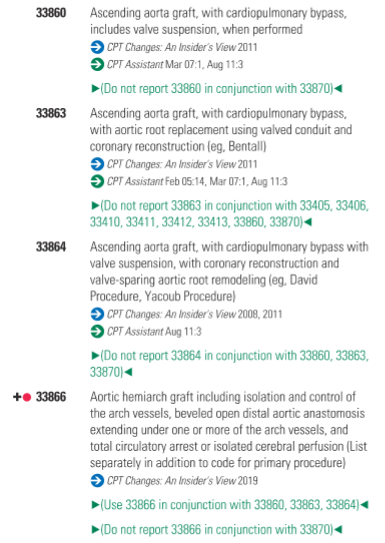 33860 Ascending aorta graft, with cardiopulmonary bypass,
includes valve suspension, when performed
CPT Changes: An Insider's View 2011
CPT Assistant Mar 07:1, Aug 11:3
▶(Do not report 33860 in conjunction with 33870)◀
33863 Ascending aorta graft, with cardiopulmonary bypass,
with aortic root replacement using valved conduit and
coronary reconstruction (eg, Bentall)
CPT Changes: An Insider's View 2011
CPT Assistant Feb 05:14, Mar 07:1, Aug 11:3
▶(Do not report 33863 in conjunction with 33405, 33406,
33410, 33411, 33412, 33413, 33860, 33870)◀
33864 Ascending aorta graft, with cardiopulmonary bypass with
valve suspension, with coronary reconstruction and
valve-sparing aortic root remodeling (eg, David
Procedure, Yacoub Procedure)
CPT Changes: An Insider's View 2008, 2011
CPT Assistant Aug 11:3
▶(Do not report 33864 in conjunction with 33860, 33863,
33870)◀
+● 33866 Aortic hemiarch graft including isolation and control of
the arch vessels, beveled open distal aortic anastomosis
extending under one or more of the arch vessels, and
total circulatory arrest or isolated cerebral perfusion (List
separately in addition to code for primary procedure)
CPT Changes: An Insider's View 2019
▶(Use 33866 in conjunction with 33860, 33863, 33864)◀
▶(Do not report 33866 in conjunction with 33870)◀